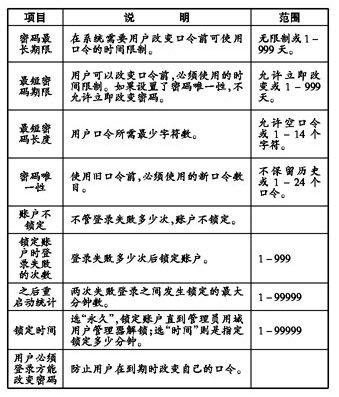 项目 说 明 范围
密码最长期限 在系统需要用户改变口令前可使用口令的时间限制。 无限制或1-999天。
最短密码期限 用户可以改变口令前,必须使用的时间限制。如果设置了密码唯一性,不允许立即改变密码。 允许立即改变或1-999天。
最短密码长度 用户口令所需最少字符数。 允许空口令或1-14个字符。
密码唯一性 使用旧口令前,必须使用的新口令数目。 不保留历史或1-24个口令。
账户不锁定 不管登录失败多少次,账户不锁定。
锁定账户时登录失败的次数 登录失败多少次后锁定账户。 1-999
之后重启动统计 两次失败登录之间发生锁定的最大分钟数。 1-99999
锁定时间 选“永久”,锁定账户直到管理员用域用户管理器解锁;选“时间”则是指定锁定多少分钟。 1-99999
用户必须登录方能改变密码 防止用户在到期时改变自己的口令。